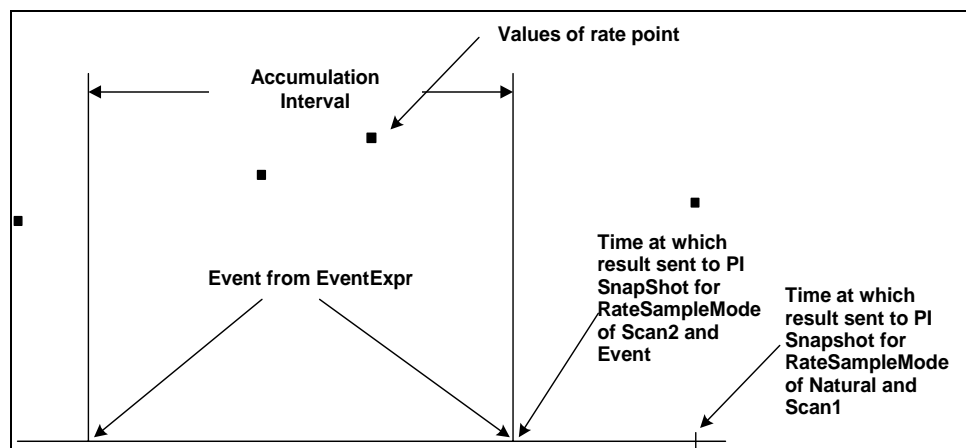 Values of rate point
Accumulation
Interval
Event from EventExpr
Time at which
result sent to PI
SnapShot for
RateSampleMode
of Scan2 and
Event
Time at which
result sent to PI
Snapshot for
RateSampleMode
of Natural and
Scan1